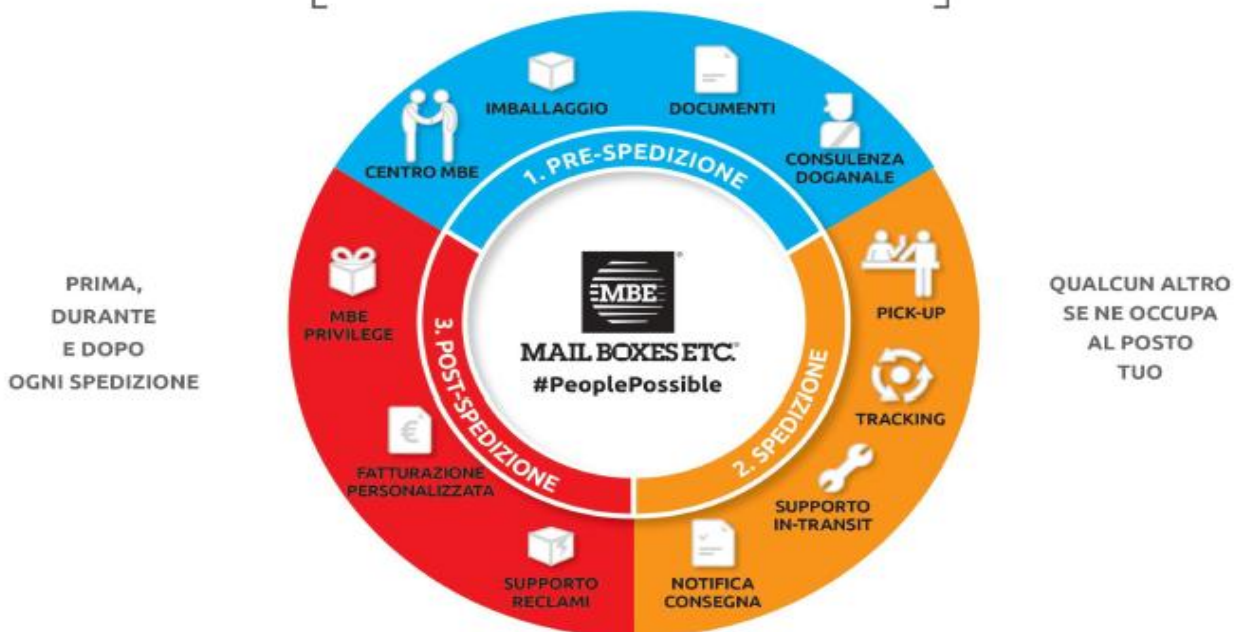 IMBALLAGGIO
DOCUMENTI
CENTRO MBE
CONSULENZA
DOGANALE
1. PRE-SPEDIZIONE
PRIMA,
DURANTE
E DOPO
OGNI SPEDIZIONE
MBE
PRIVILEGE
3. POST-SPEDIZIONE
MBE
MAIL BOXES ETC.®
#PeoplePossible
2. SPEDIZIONE
PICK-UP
TRACKING
QUALCUN ALTRO
SE NE OCCUPA
AL POSTO
TUO
€
FATTURAZIONE
PERSONALIZZATA
SUPPORTO
IN-TRANSIT
SUPPORTO
RECLAMI
NOTIFICA
CONSEGNA